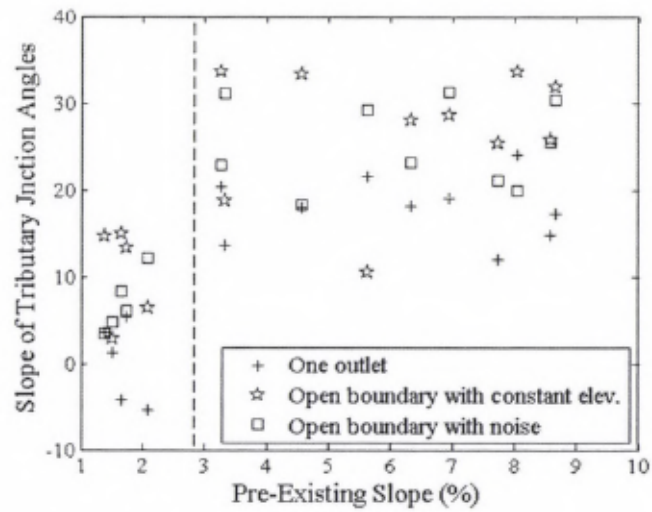 40
30
20
10
0
-10
Slope of Tributary Jnction Angles
+ One outlet
☆ Open boundary with constant elev.
□ Open boundary with noise
1 2 3 4 5 6 7 8 9 10
Pre-Existing Slope (%)